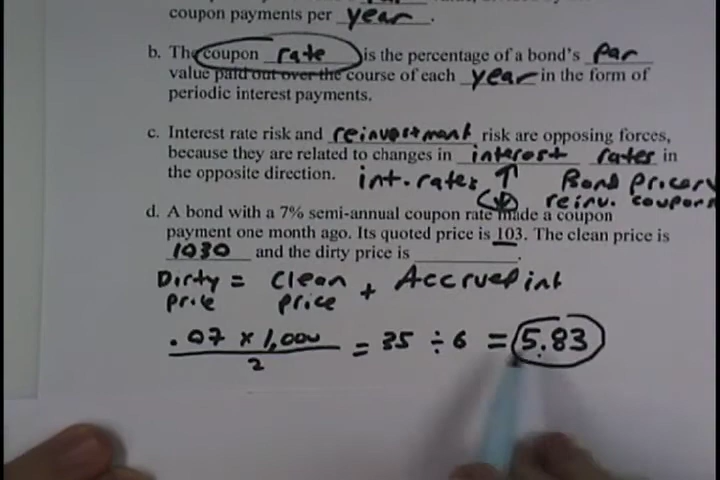 coupon payments per year.
b. The coupon rate is the percentage of a bond's par
value paid out over the course of each year in the form of
periodic interest payments.
c. Interest rate risk and reinvestment risk are opposing forces,
because they are related to changes in interest rates in
the opposite direction. int. rates ↑ Bond prices ↓
reinv. coupons
d. A bond with a 7% semi-annual coupon rate made a coupon
payment one month ago. Its quoted price is 103. The clean price is
1030 and the dirty price is ________.
Dirty price = Clean price + Accrued int
.07 × 1,000 / 2 = 35 ÷ 6 = 5.83